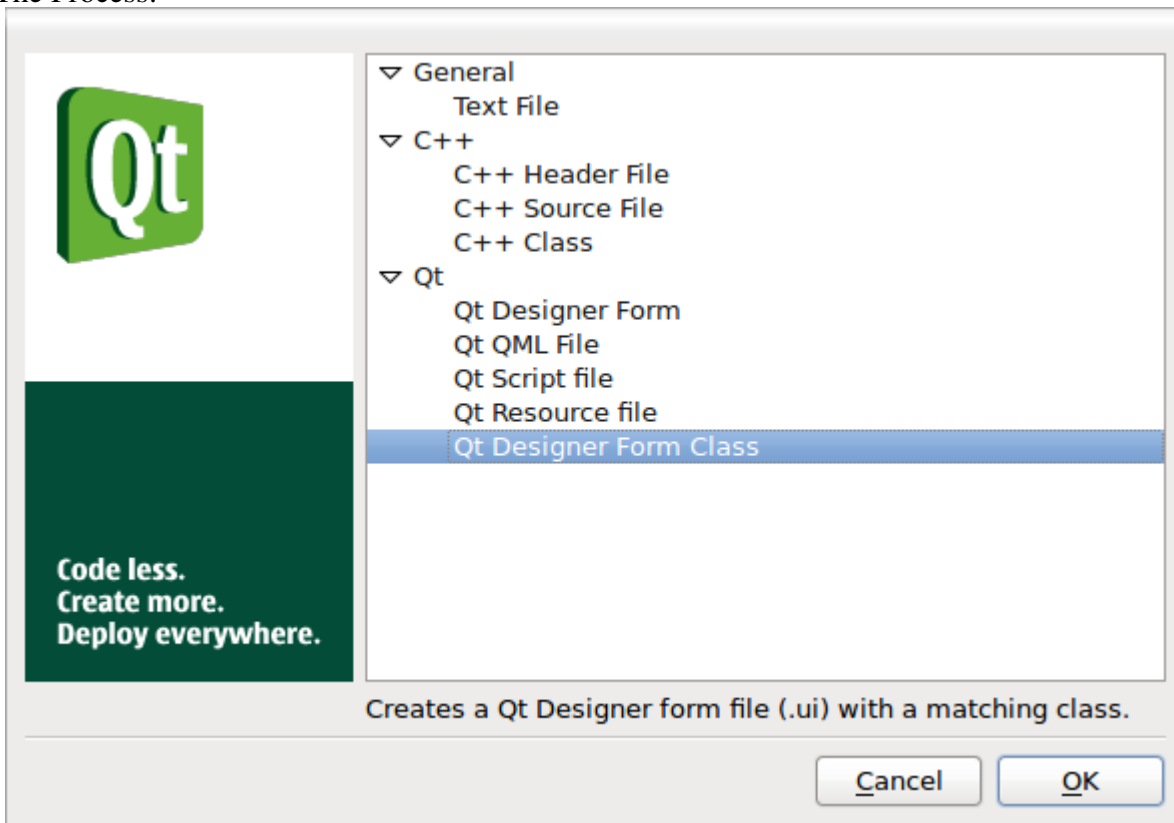 The Process:
General
Text File
C++
C++ Header File
C++ Source File
C++ Class
Qt
Qt Designer Form
Qt QML File
Qt Script file
Qt Resource file
Qt Designer Form Class
Qt
Code less.
Create more.
Deploy everywhere.
Creates a Qt Designer form file (.ui) with a matching class.
Cancel
OK